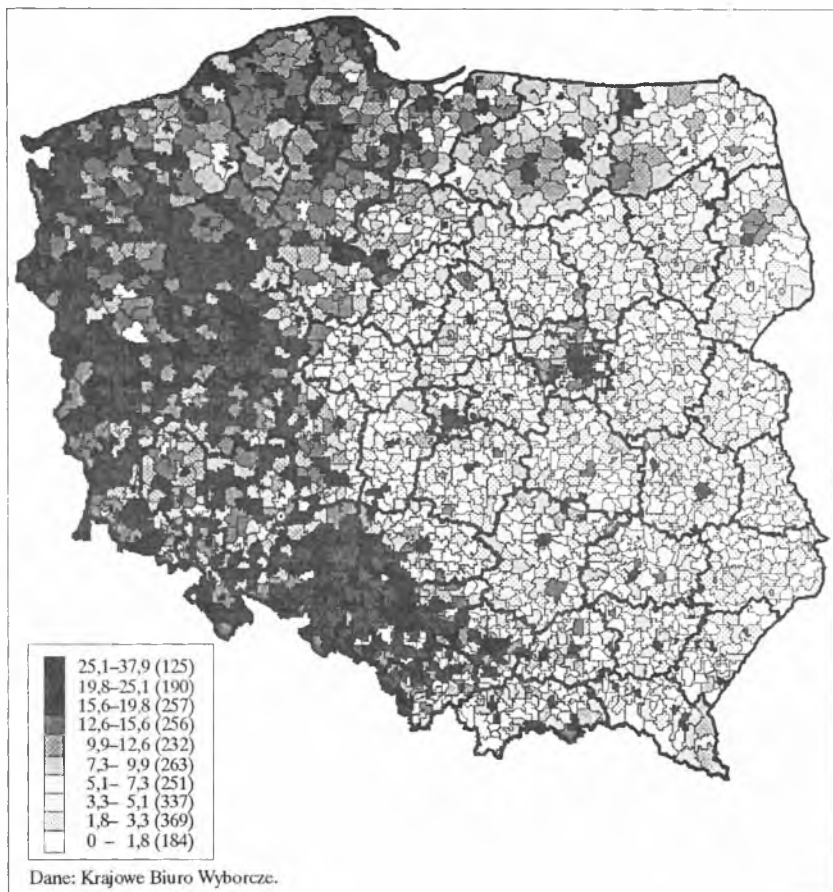 25,1–37,9 (125)
19,8–25,1 (190)
15,6–19,8 (257)
12,6–15,6 (256)
9,9–12,6 (232)
7,3– 9,9 (263)
5,1– 7,3 (251)
3,3– 5,1 (337)
1,8– 3,3 (369)
0 – 1,8 (184)
Dane: Krajowe Biuro Wyborcze.